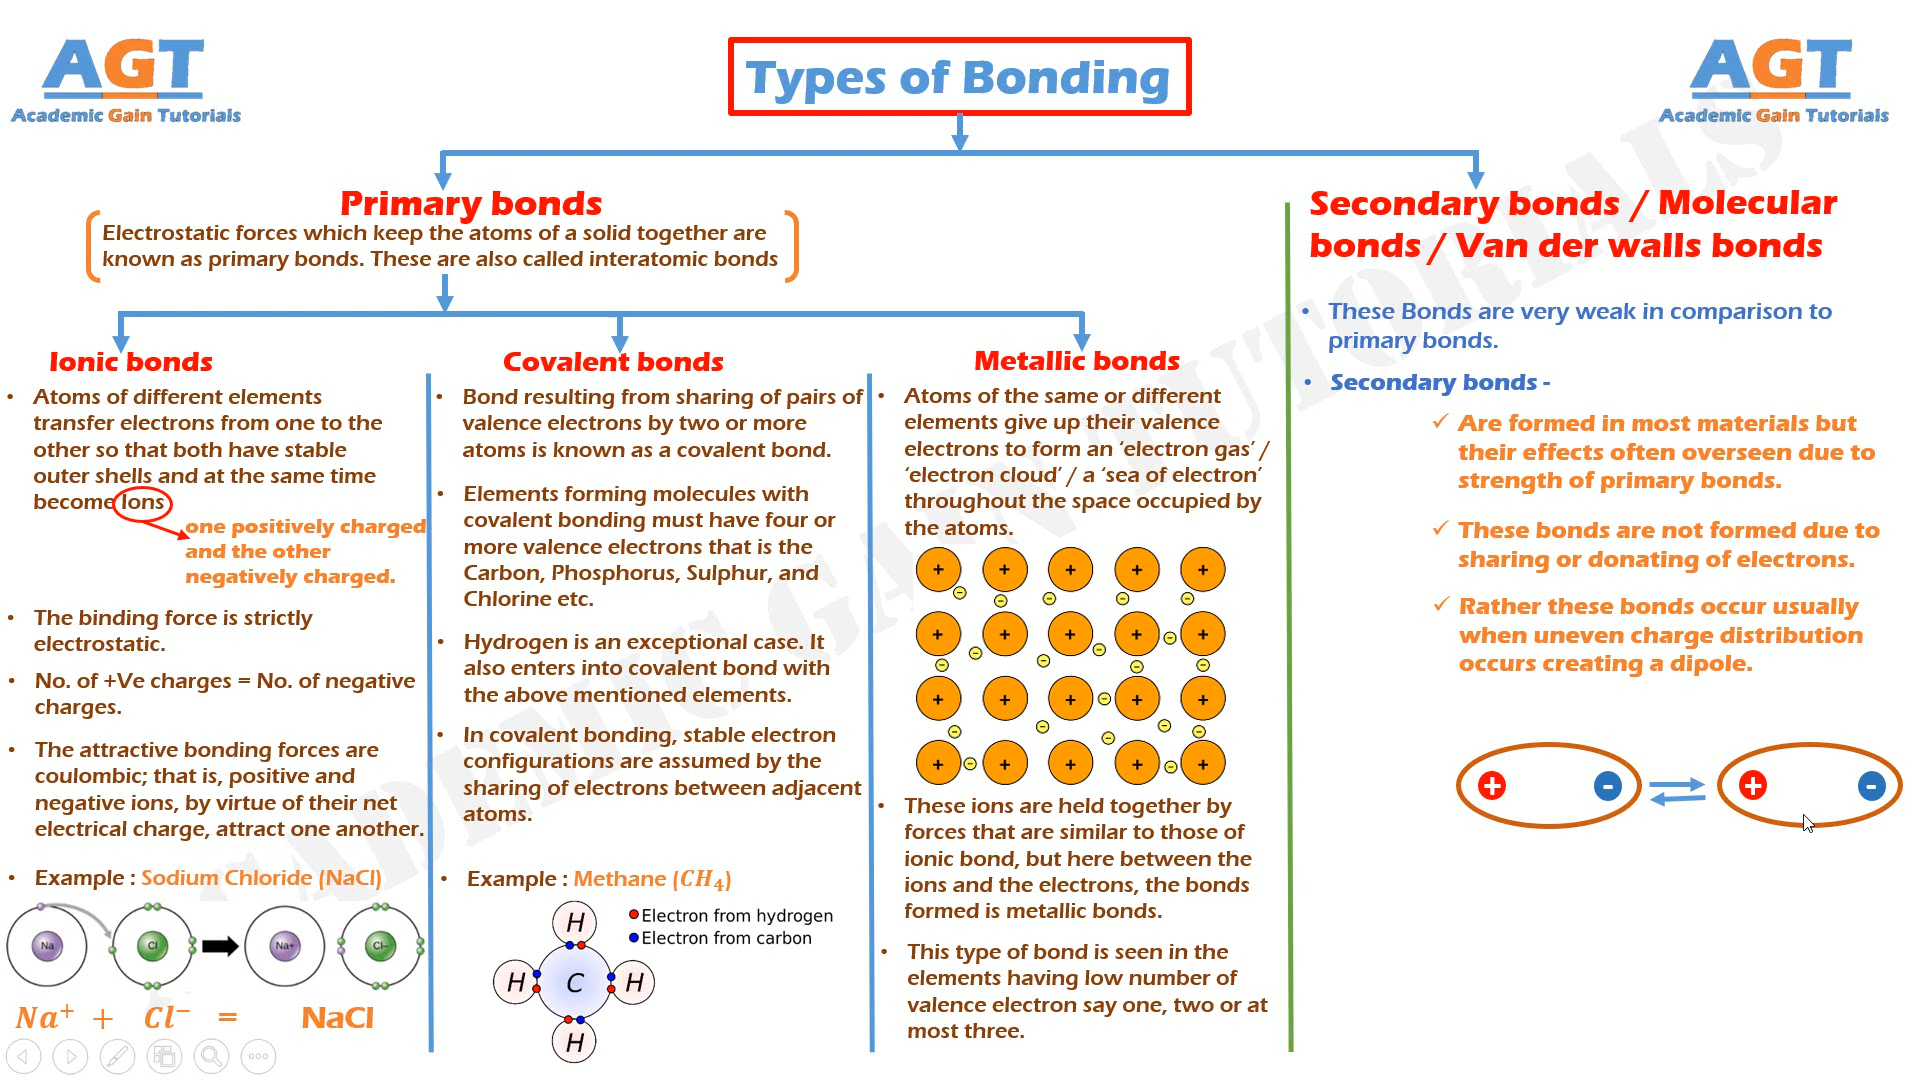 AGT
Academic Gain Tutorials
Types of Bonding
AGT
Academic Gain Tutorials
Primary bonds
Electrostatic forces which keep the atoms of a solid together are
known as primary bonds. These are also called interatomic bonds
Ionic bonds
• Atoms of different elements
transfer electrons from one to the
other so that both have stable
outer shells and at the same time
become Ions
one positively charged
and the other
negatively charged.
• The binding force is strictly
electrostatic.
• No. of +Ve charges = No. of negative
charges.
• The attractive bonding forces are
coulombic; that is, positive and
negative ions, by virtue of their net
electrical charge, attract one another.
• Example : Sodium Chloride (NaCl)
Na Cl Na+ Cl−
Na⁺ + Cl⁻ = NaCl
Covalent bonds
• Bond resulting from sharing of pairs of
valence electrons by two or more
atoms is known as a covalent bond.
• Elements forming molecules with
covalent bonding must have four or
more valence electrons that is the
Carbon, Phosphorus, Sulphur, and
Chlorine etc.
• Hydrogen is an exceptional case. It
also enters into covalent bond with
the above mentioned elements.
• In covalent bonding, stable electron
configurations are assumed by the
sharing of electrons between adjacent
atoms.
• Example : Methane (CH₄)
Electron from hydrogen
Electron from carbon
H
H C H
H
Metallic bonds
• Atoms of the same or different
elements give up their valence
electrons to form an ‘electron gas’ /
‘electron cloud’ / a ‘sea of electron’
throughout the space occupied by
the atoms.
+ + + + +
− − − − −
+ + + + − +
− − − − − −
+ + + − + +
− − − − −
+ − + + + − +
• These ions are held together by
forces that are similar to those of
ionic bond, but here between the
ions and the electrons, the bonds
formed is metallic bonds.
• This type of bond is seen in the
elements having low number of
valence electron say one, two or at
most three.
Secondary bonds / Molecular
bonds / Van der walls bonds
• These Bonds are very weak in comparison to
primary bonds.
• Secondary bonds -
✓ Are formed in most materials but
their effects often overseen due to
strength of primary bonds.
✓ These bonds are not formed due to
sharing or donating of electrons.
✓ Rather these bonds occur usually
when uneven charge distribution
occurs creating a dipole.
+ - + -
ACADEMIC GAIN TUTORIALS